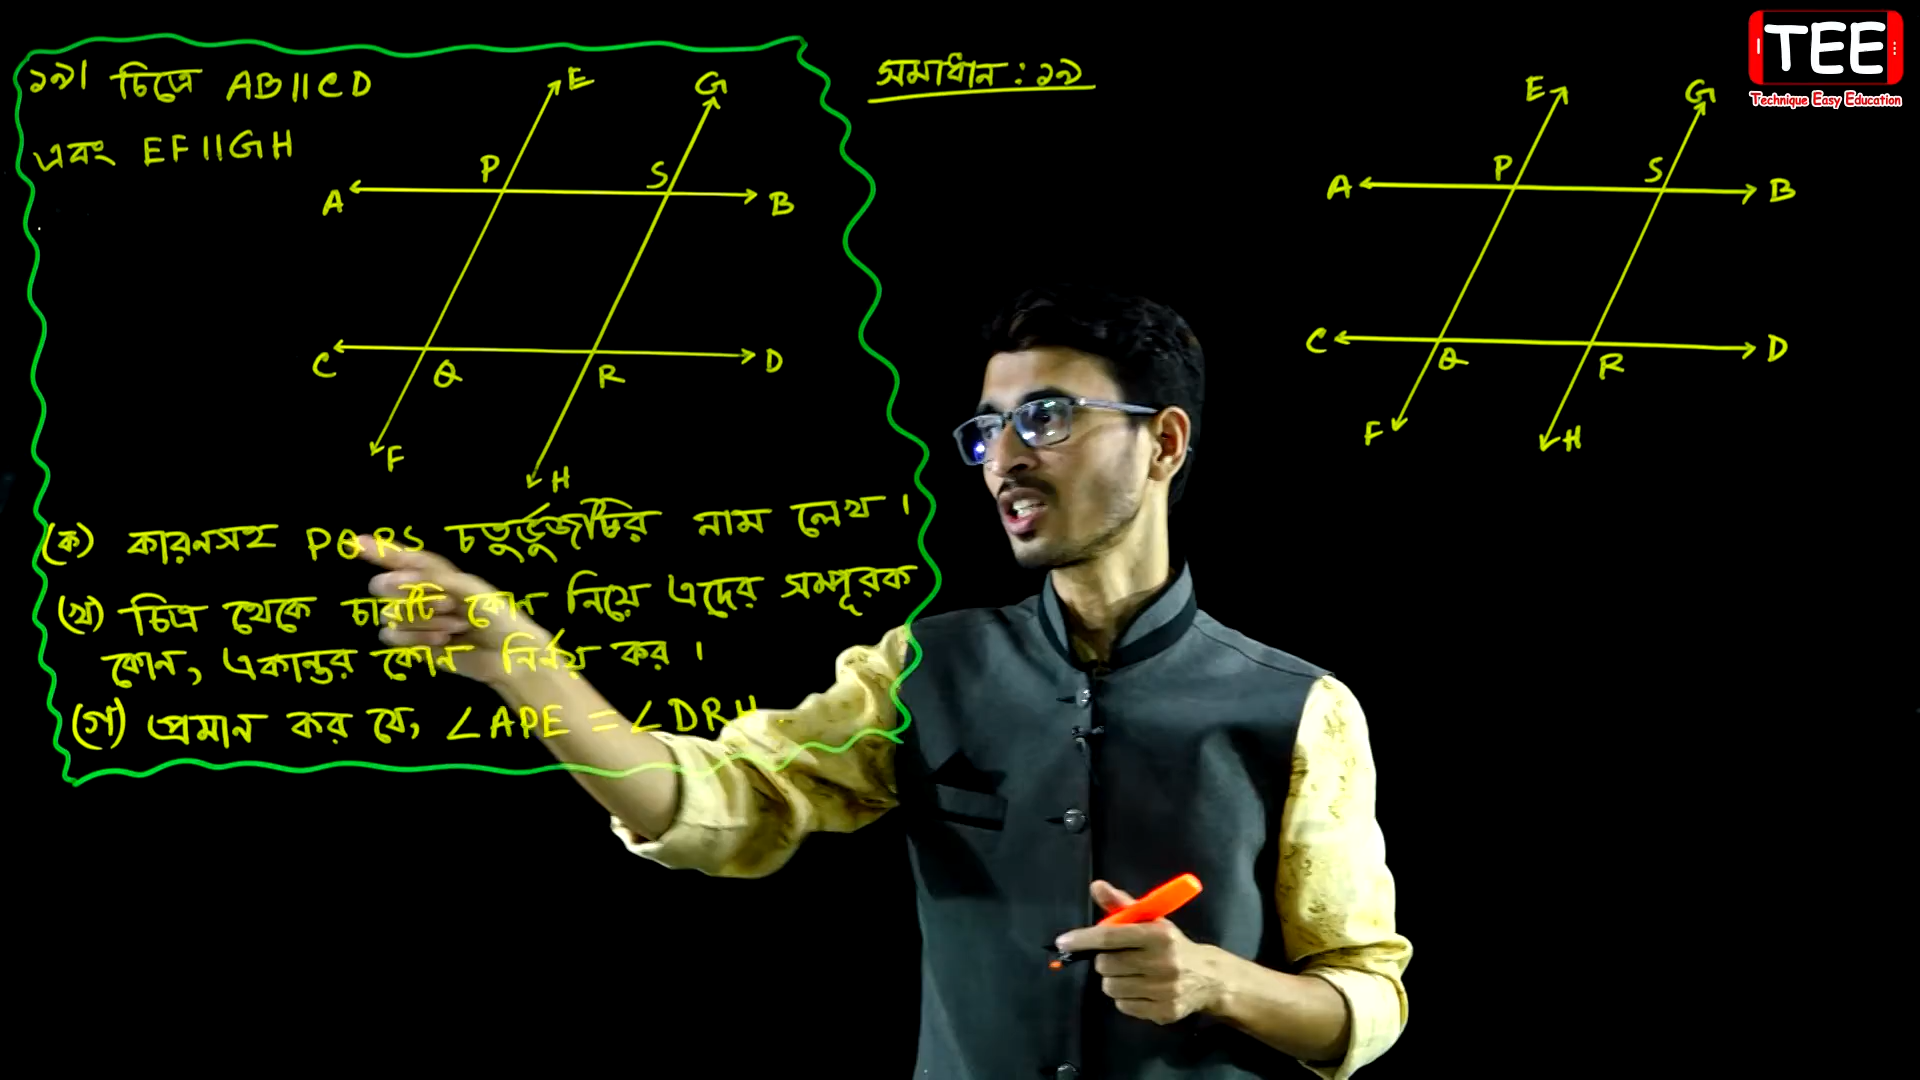 ১৯। চিত্রে AB||CD
এবং EF||GH
E
G
P
S
A
B
C
Q
R
D
F
H
(ক) কারনসহ PQRS চতুর্ভুজটির নাম লেখ।
(খ) চিত্র থেকে চারটি কোন নিয়ে এদের সম্পূরক
কোন, একান্তর কোন নির্নয় কর।
(গ) প্রমান কর যে, ∠APE = ∠DRH.
সমাধান : ১৯
E
G
P
S
A
B
C
Q
R
D
F
H
TEE
Technique Easy Education